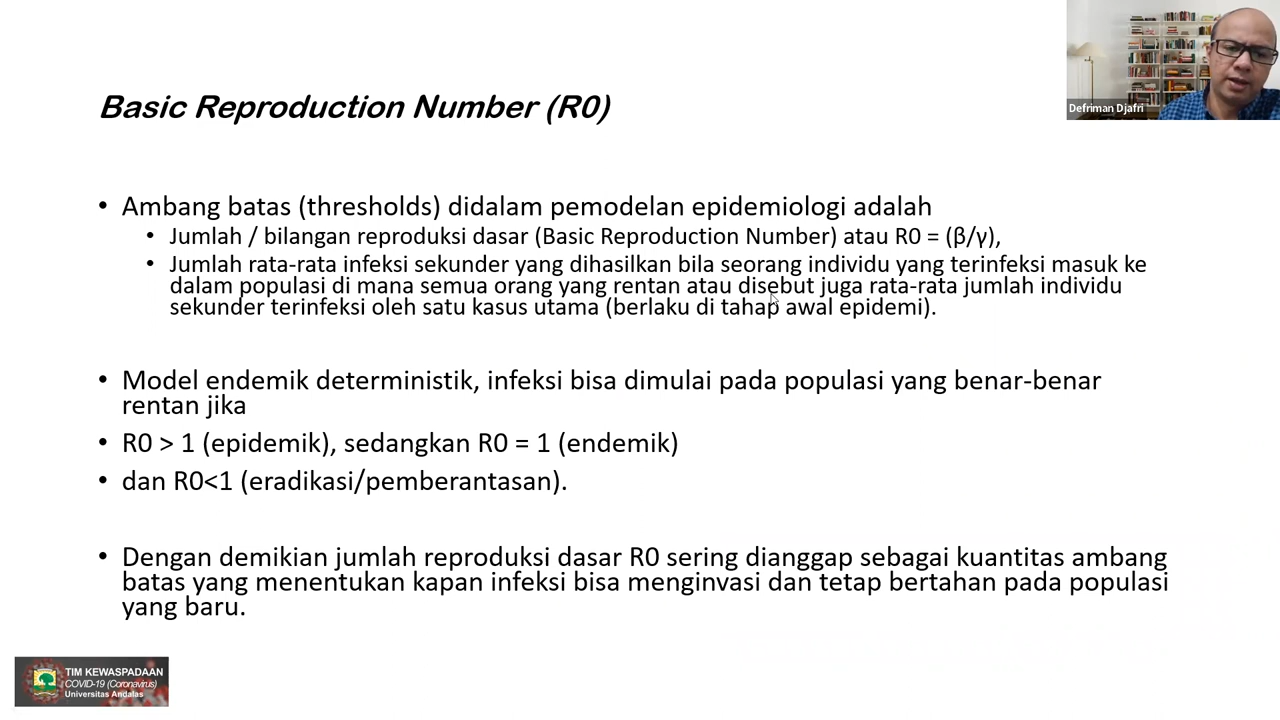 Defriman Djafri
Basic Reproduction Number (R0)
• Ambang batas (thresholds) didalam pemodelan epidemiologi adalah
• Jumlah / bilangan reproduksi dasar (Basic Reproduction Number) atau R0 = (β/γ),
• Jumlah rata-rata infeksi sekunder yang dihasilkan bila seorang individu yang terinfeksi masuk ke
dalam populasi di mana semua orang yang rentan atau disebut juga rata-rata jumlah individu
sekunder terinfeksi oleh satu kasus utama (berlaku di tahap awal epidemi).
• Model endemik deterministik, infeksi bisa dimulai pada populasi yang benar-benar
rentan jika
• R0 > 1 (epidemik), sedangkan R0 = 1 (endemik)
• dan R0<1 (eradikasi/pemberantasan).
• Dengan demikian jumlah reproduksi dasar R0 sering dianggap sebagai kuantitas ambang
batas yang menentukan kapan infeksi bisa menginvasi dan tetap bertahan pada populasi
yang baru.
TIM KEWASPADAAN
COVID-19 (Coronavirus)
Universitas Andalas